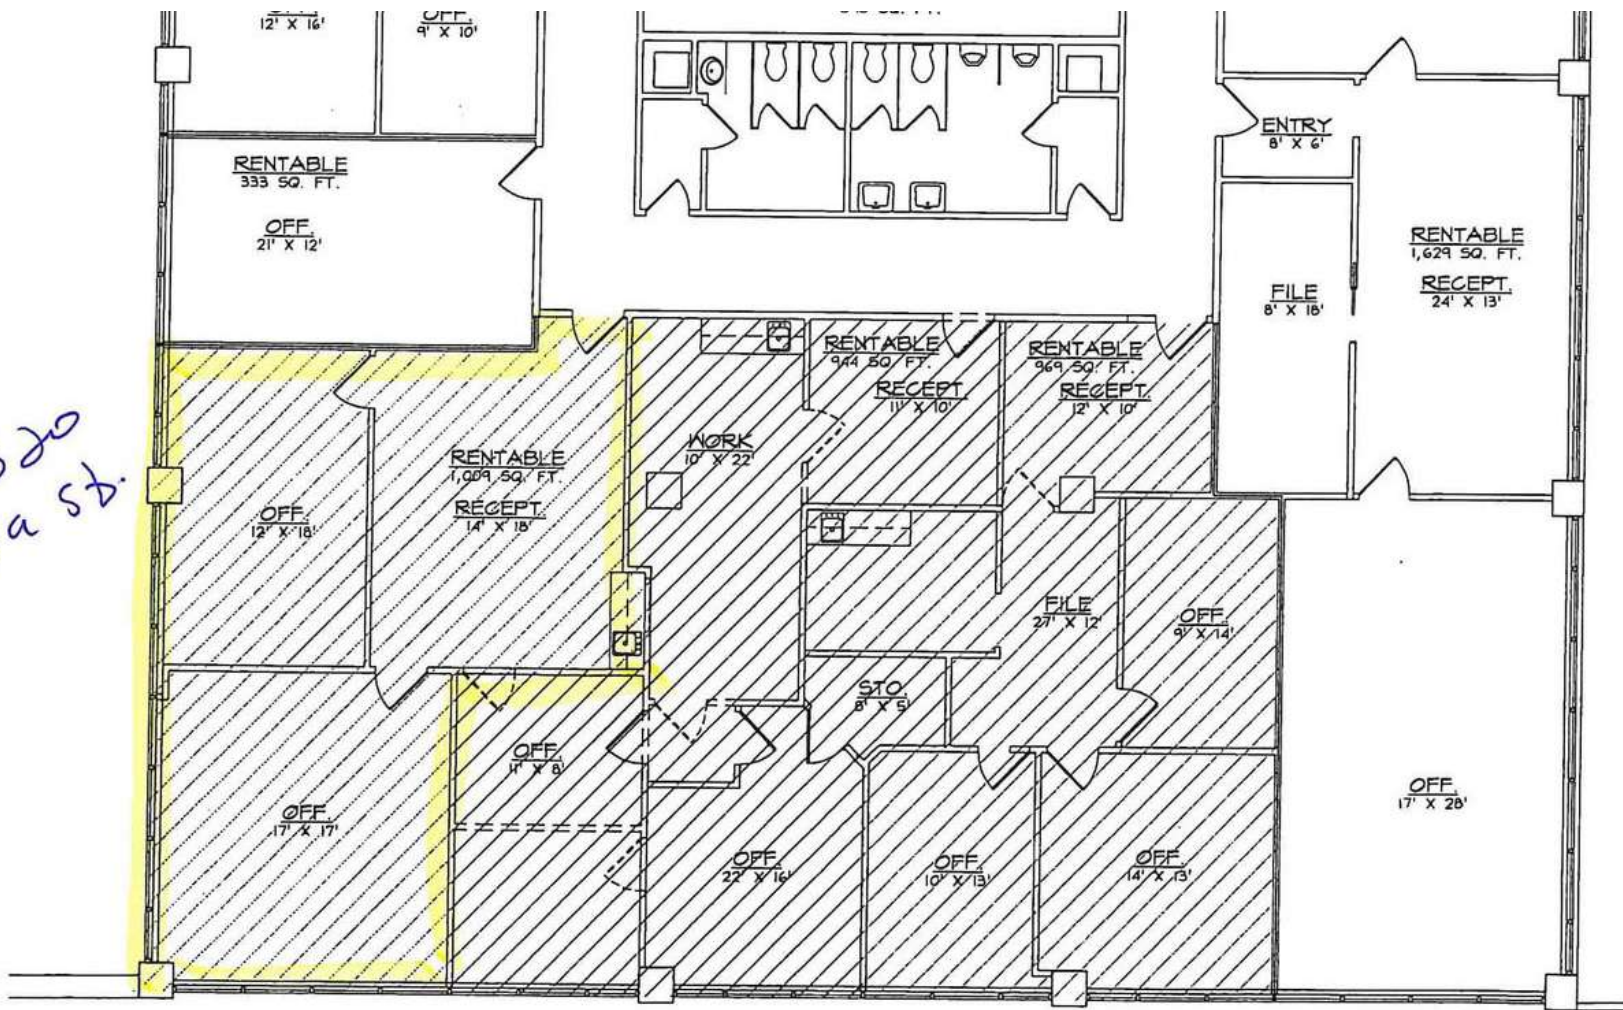 OFF.
12' X 16'
OFF.
9' X 10'
RENTABLE
333 SQ. FT.
OFF.
21' X 12'
ENTRY
8' X 6'
FILE
8' X 18'
RENTABLE
1,629 SQ. FT.
RECEPT.
24' X 13'
RENTABLE
944 SQ. FT.
RECEPT.
11' X 10'
RENTABLE
969 SQ. FT.
RECEPT.
12' X 10'
WORK
10' X 22'
RENTABLE
1,009 SQ. FT.
RECEPT.
14' X 18'
OFF.
12' X 18'
a st.
FILE
27' X 12'
OFF.
9' X 14'
STO.
8' X 5'
OFF.
11' X 8'
OFF.
17' X 17'
OFF.
22' X 16'
OFF.
10' X 13'
OFF.
14' X 13'
OFF.
17' X 28'